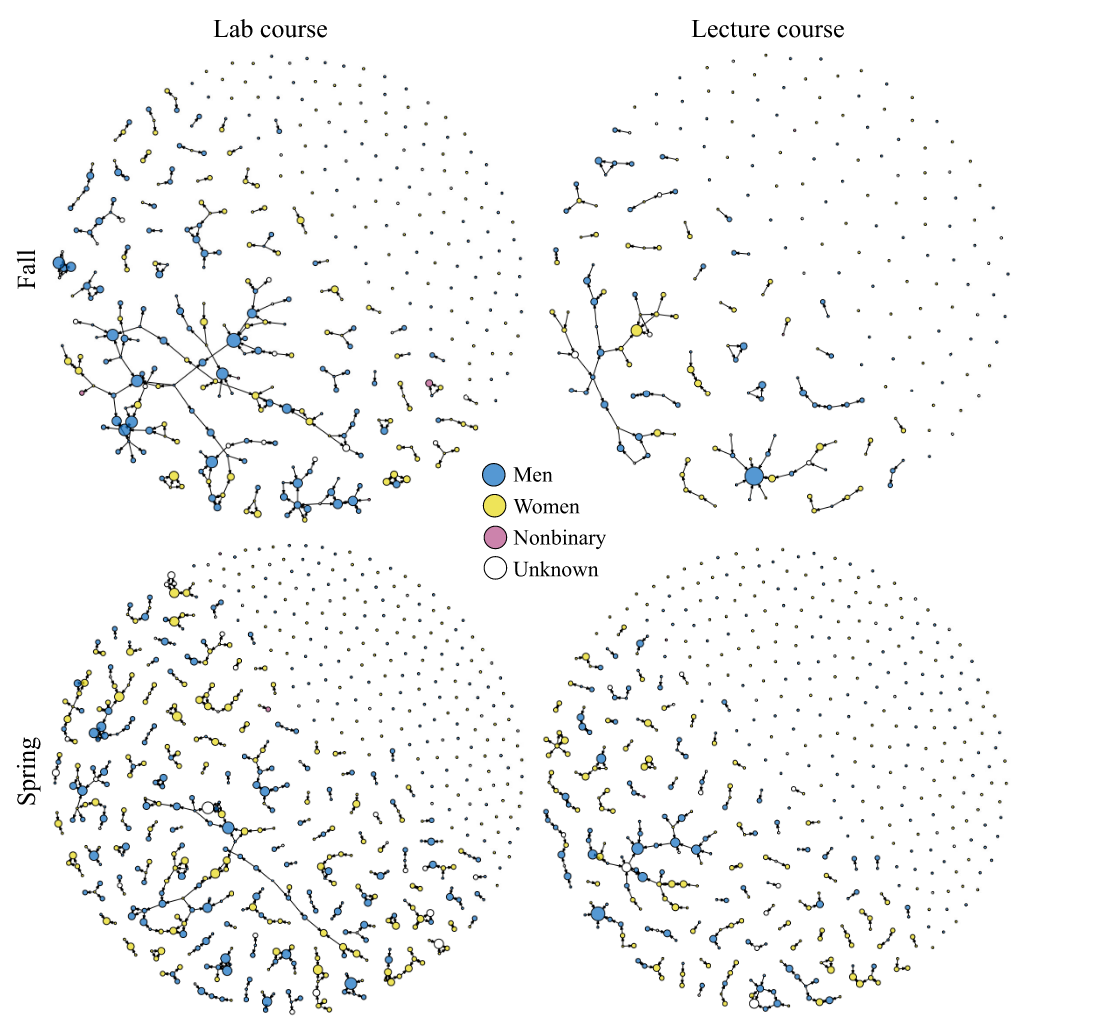 Lab course
Lecture course
Fall
Men
Women
Nonbinary
Unknown
Spring